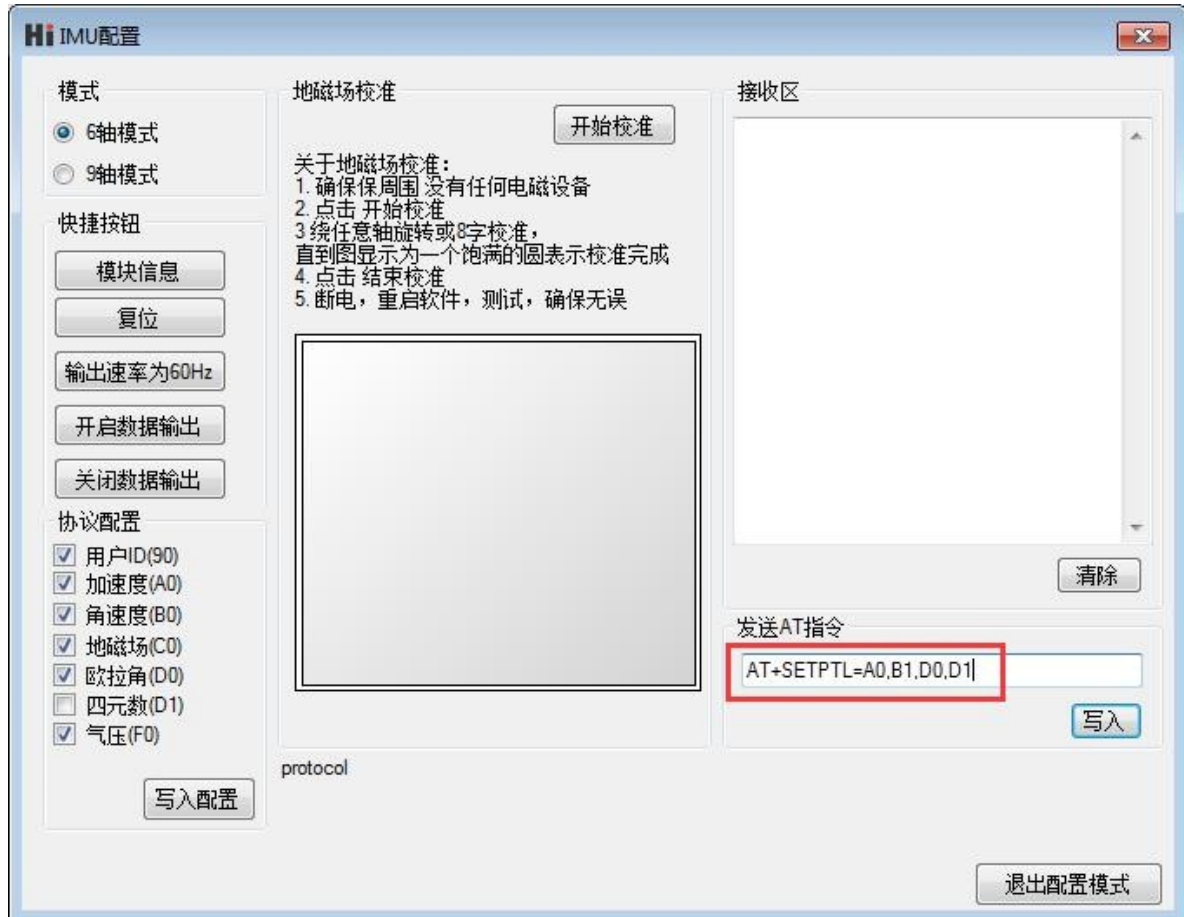 Hi IMU配置
模式
6轴模式
9轴模式
快捷按钮
模块信息
复位
输出速率为60Hz
开启数据输出
关闭数据输出
协议配置
用户ID(90)
加速度(A0)
角速度(B0)
地磁场(C0)
欧拉角(D0)
四元数(D1)
气压(F0)
写入配置
地磁场校准
开始校准
关于地磁场校准：
1. 确保保周围 没有任何电磁设备
2. 点击 开始校准
3 绕任意轴旋转或8字校准，
直到图显示为一个饱满的圆表示校准完成
4. 点击 结束校准
5. 断电，重启软件，测试，确保无误
protocol
接收区
清除
发送AT指令
AT+SETPTL=A0,B1,D0,D1
写入
退出配置模式